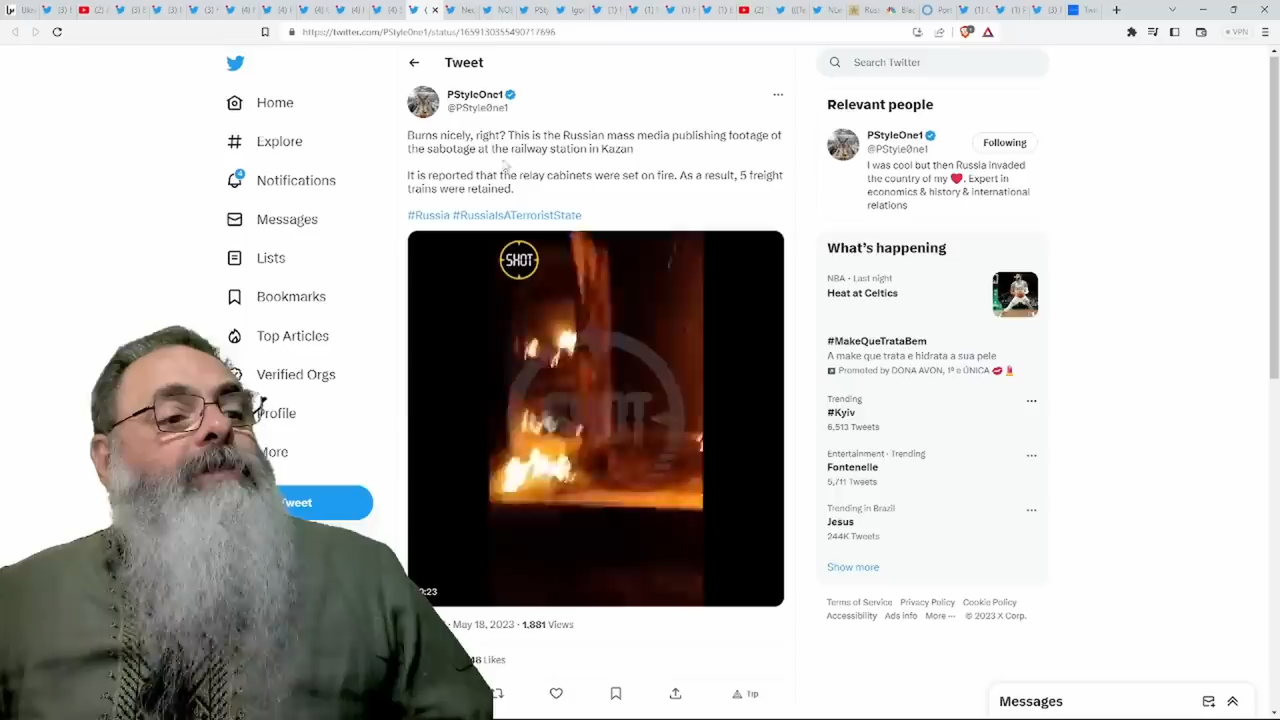 https://twitter.com/PStyle0ne1/status/1659130355490717696
VPN
Home
Explore
4
Notifications
Messages
Lists
Bookmarks
Top Articles
Verified Orgs
Profile
More
Tweet
Tweet
PStyleOne1
@PStyle0ne1
Burns nicely, right? This is the Russian mass media publishing footage of
the sabotage at the railway station in Kazan
It is reported that the relay cabinets were set on fire. As a result, 5 freight
trains were retained.
#Russia #RussiaIsATerroristState
SHOT
0:23
· May 18, 2023 · 1,881 Views
Likes
Tip
Search Twitter
Relevant people
PStyleOne1
@PStyle0ne1
Following
I was cool but then Russia invaded
the country of my ❤️. Expert in
economics & history & international
relations
What's happening
NBA · Last night
Heat at Celtics
#MakeQueTrataBem
A make que trata e hidrata a sua pele
Promoted by DONA AVON, 1ª e ÚNICA 💋💄
Trending
#Kyiv
6,513 Tweets
Entertainment · Trending
Fontenelle
5,711 Tweets
Trending in Brazil
Jesus
244K Tweets
Show more
Terms of Service Privacy Policy Cookie Policy
Accessibility Ads info More ··· © 2023 X Corp.
Messages